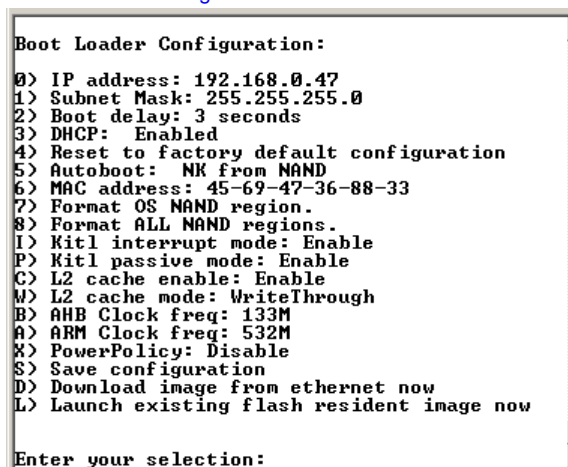 Boot Loader Configuration:
0) IP address: 192.168.0.47
1) Subnet Mask: 255.255.255.0
2) Boot delay: 3 seconds
3) DHCP: Enabled
4) Reset to factory default configuration
5) Autoboot: NK from NAND
6) MAC address: 45-69-47-36-88-33
7) Format OS NAND region.
8) Format ALL NAND regions.
I) Kitl interrupt mode: Enable
P) Kitl passive mode: Enable
C) L2 cache enable: Enable
W) L2 cache mode: WriteThrough
B) AHB Clock freq: 133M
A) ARM Clock freq: 532M
X) PowerPolicy: Disable
S) Save configuration
D) Download image from ethernet now
L) Launch existing flash resident image now
Enter your selection: